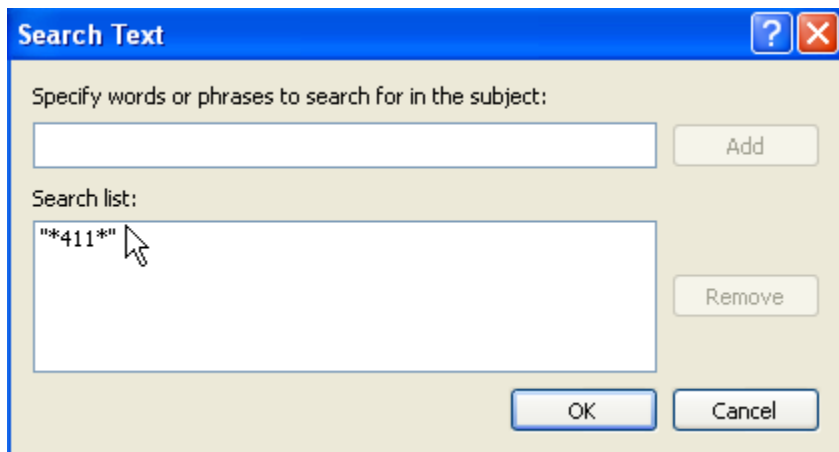 Search Text
Specify words or phrases to search for in the subject:
Add
Search list:
"*411*"
Remove
OK
Cancel